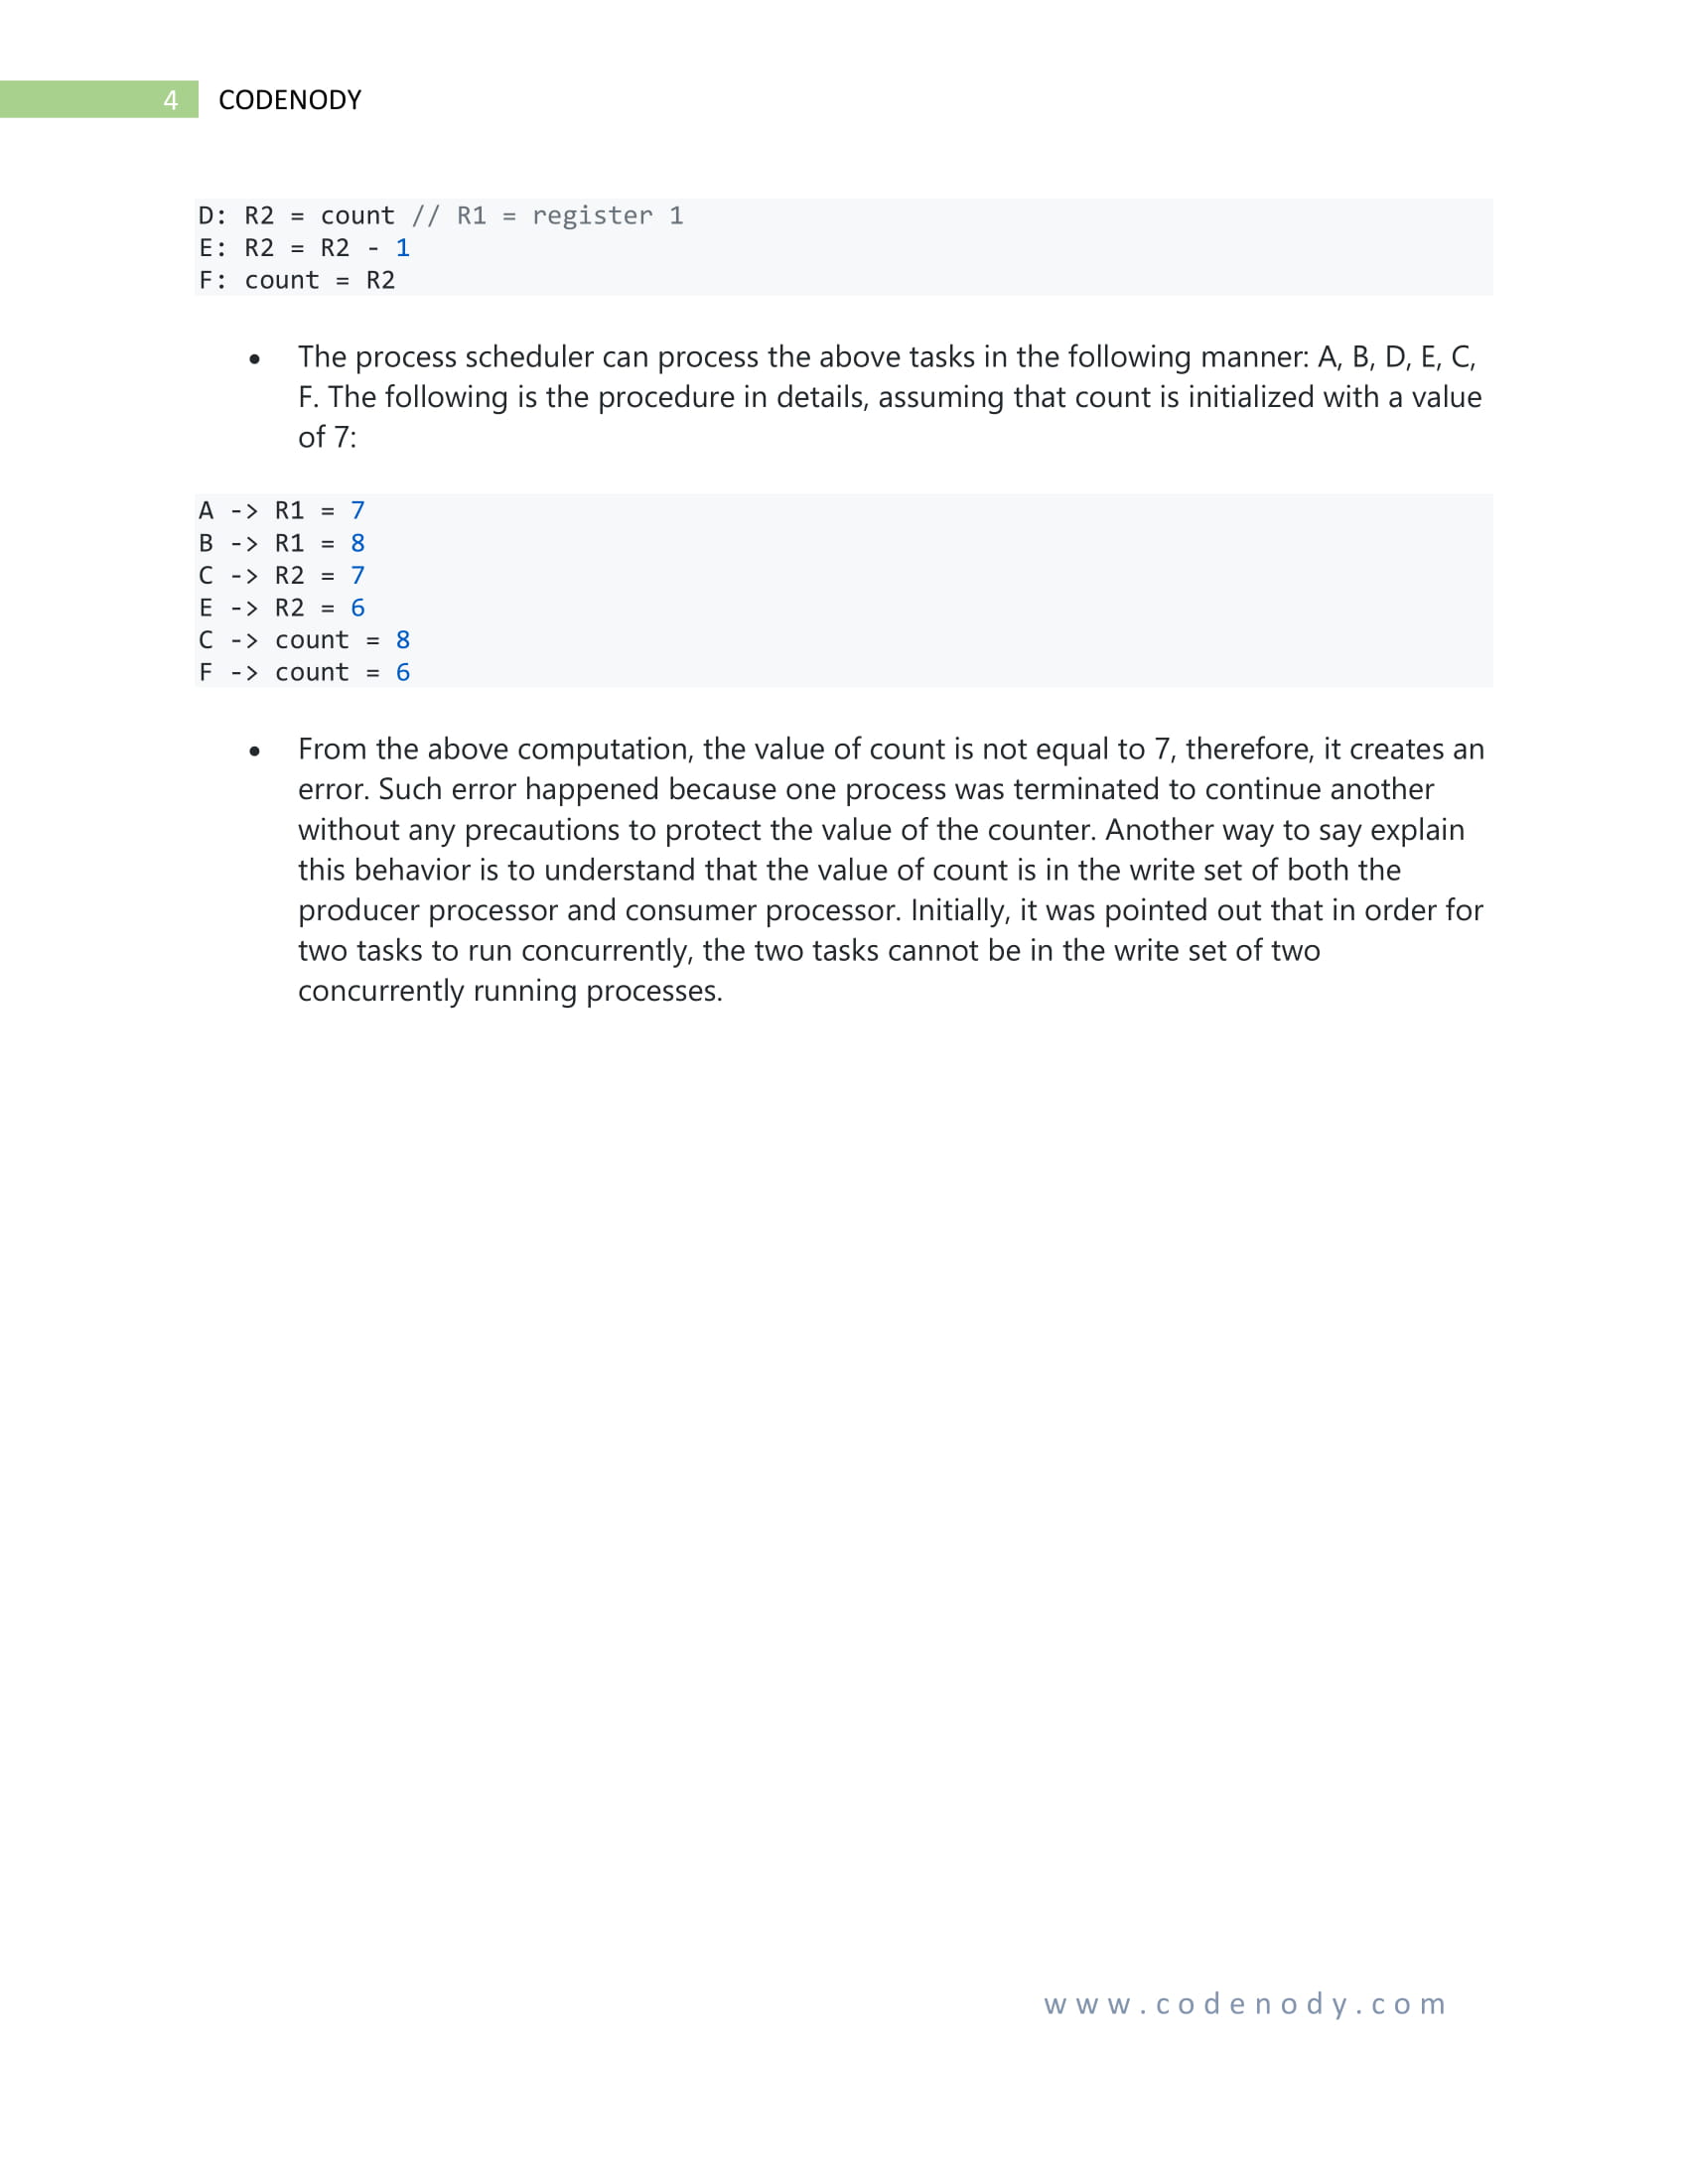 4 CODENODY
D: R2 = count // R1 = register 1
E: R2 = R2 - 1
F: count = R2
• The process scheduler can process the above tasks in the following manner: A, B, D, E, C,
F. The following is the procedure in details, assuming that count is initialized with a value
of 7:
A -> R1 = 7
B -> R1 = 8
C -> R2 = 7
E -> R2 = 6
C -> count = 8
F -> count = 6
• From the above computation, the value of count is not equal to 7, therefore, it creates an
error. Such error happened because one process was terminated to continue another
without any precautions to protect the value of the counter. Another way to say explain
this behavior is to understand that the value of count is in the write set of both the
producer processor and consumer processor. Initially, it was pointed out that in order for
two tasks to run concurrently, the two tasks cannot be in the write set of two
concurrently running processes.
www.codenody.com